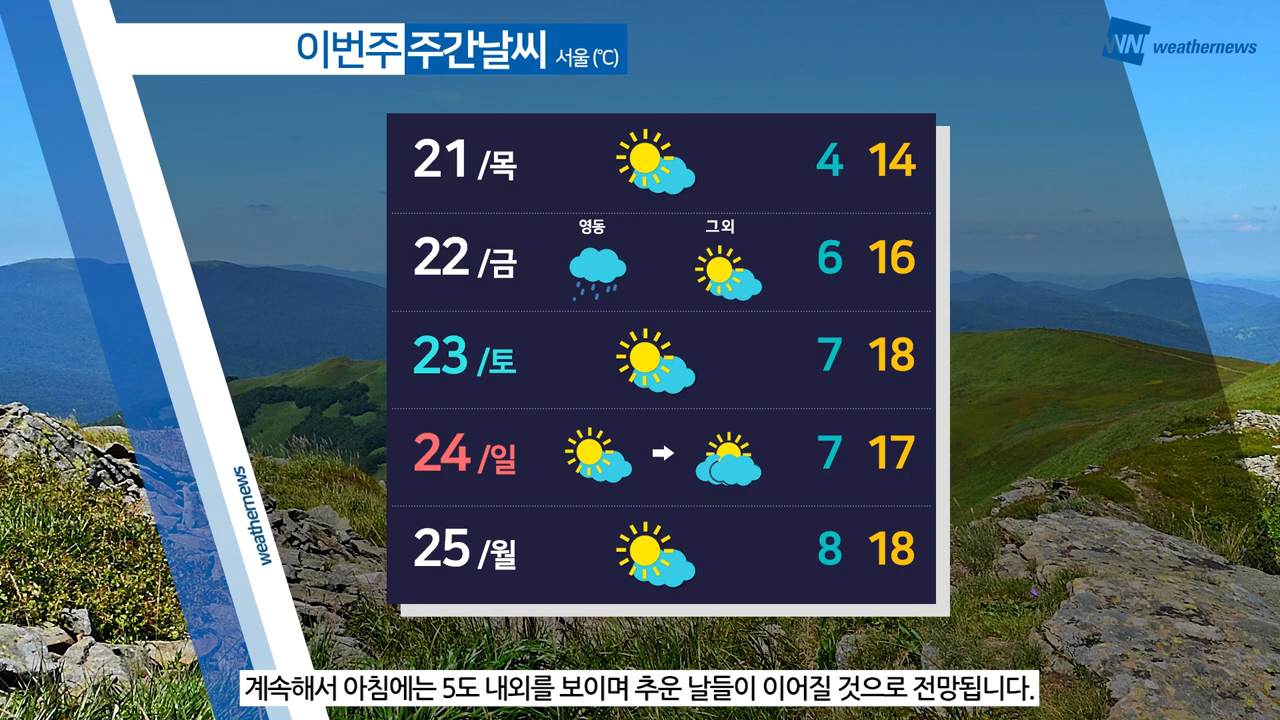 이번주 주간날씨 서울(℃)
WN weathernews
21 /목 4 14
영동 그 외
22 /금 6 16
23 /토 7 18
24 /일 7 17
25 /월 8 18
weathernews
계속해서 아침에는 5도 내외를 보이며 추운 날들이 이어질 것으로 전망됩니다.